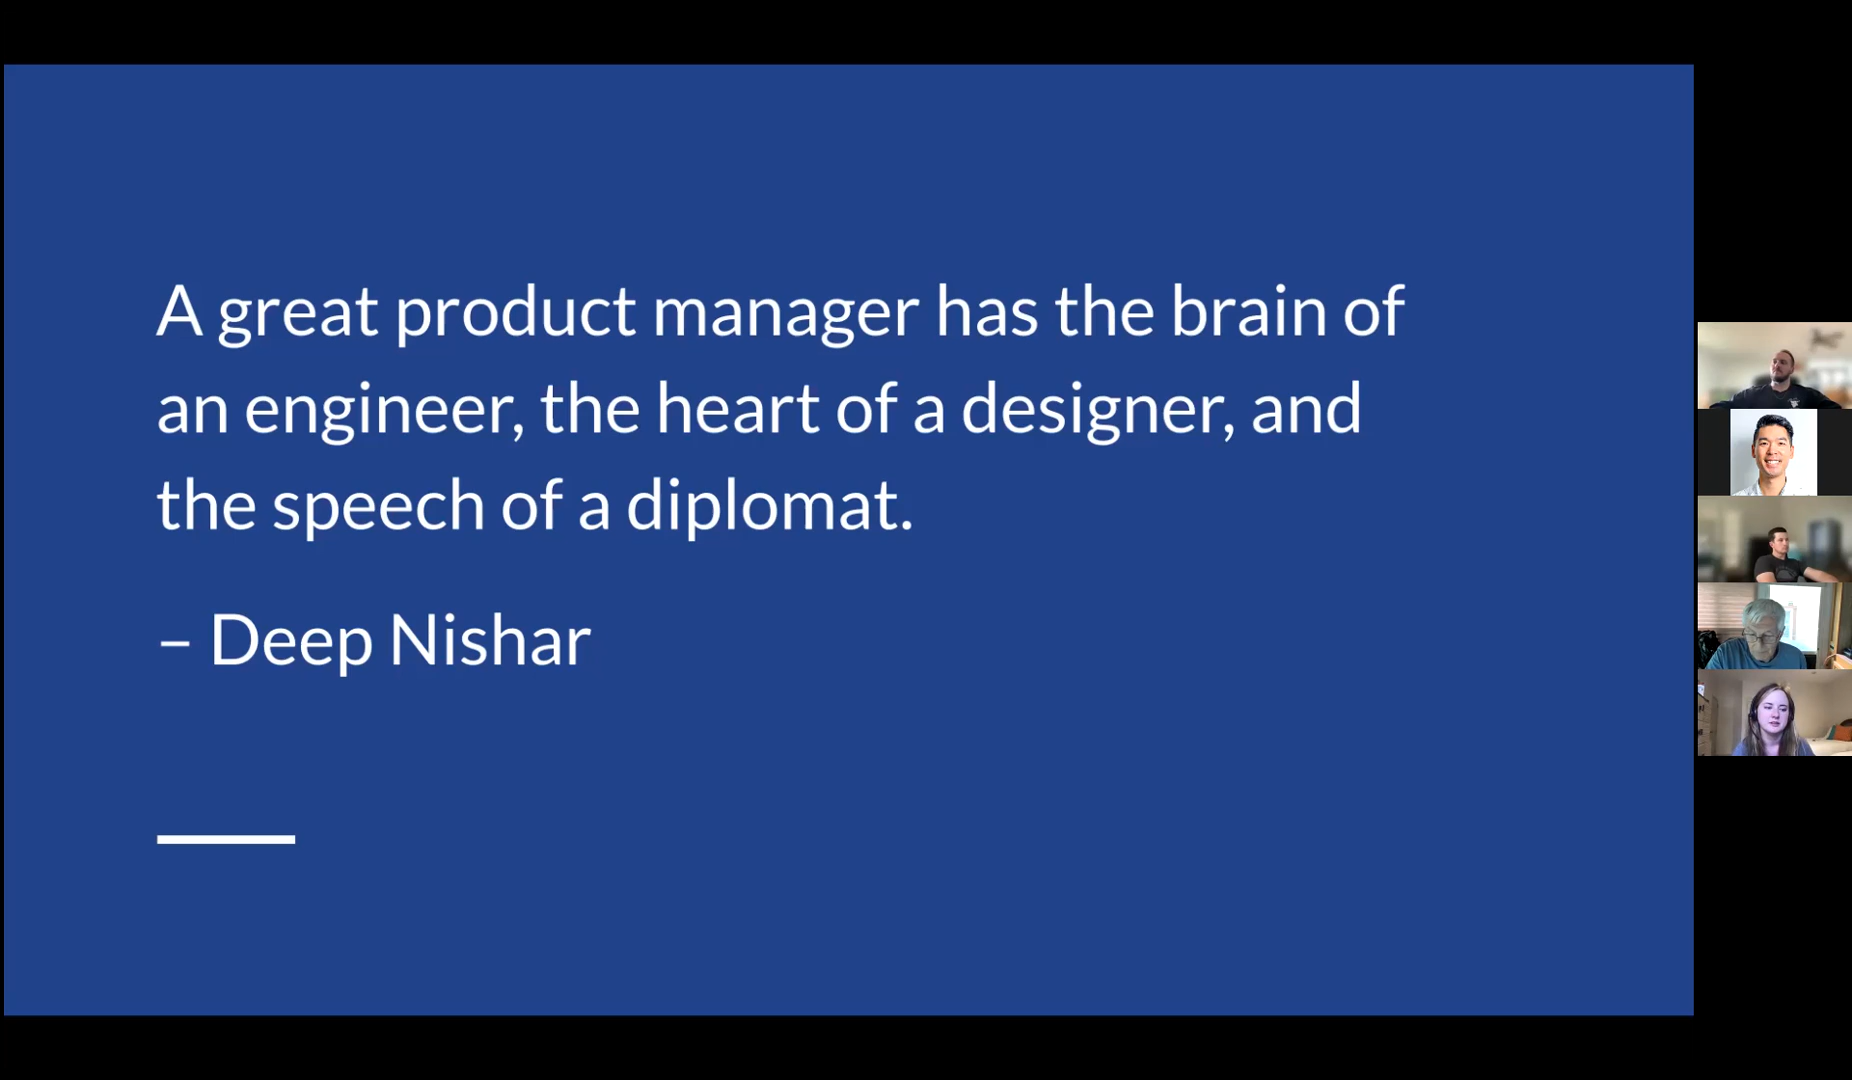 A great product manager has the brain of
an engineer, the heart of a designer, and
the speech of a diplomat.
– Deep Nishar